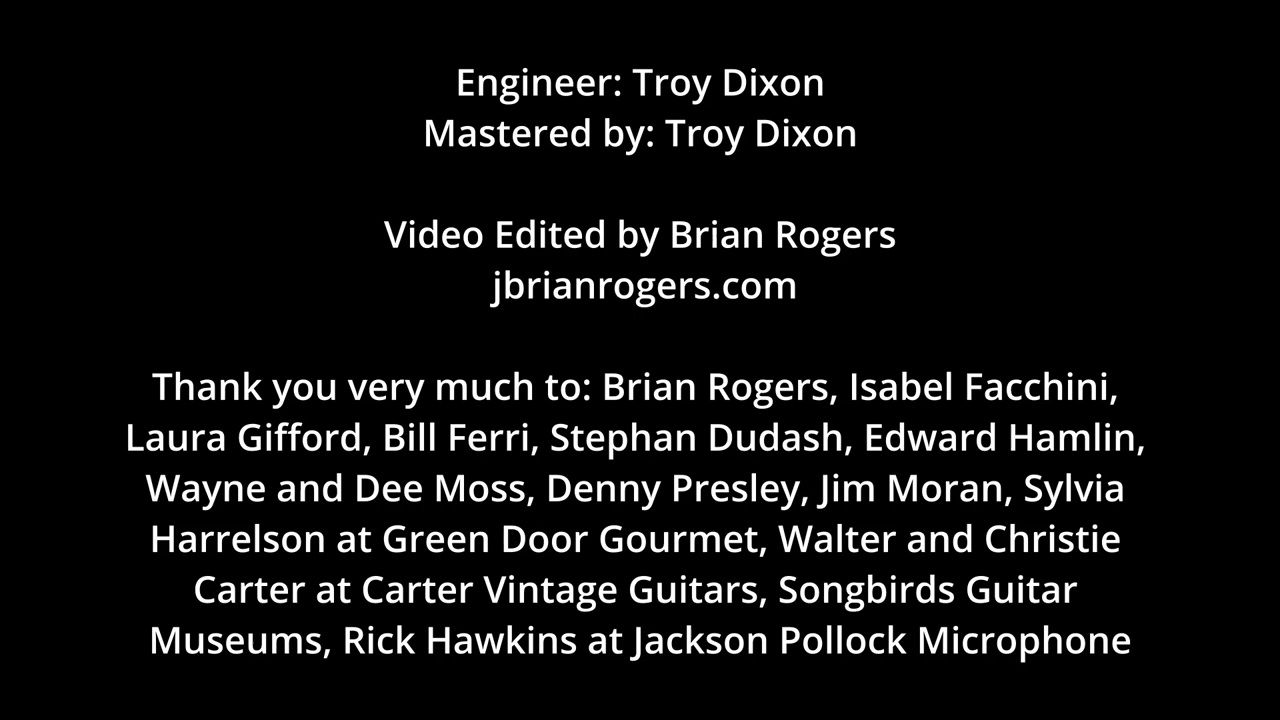 Engineer: Troy Dixon
Mastered by: Troy Dixon
Video Edited by Brian Rogers
jbrianrogers.com
Thank you very much to: Brian Rogers, Isabel Facchini,
Laura Gifford, Bill Ferri, Stephan Dudash, Edward Hamlin,
Wayne and Dee Moss, Denny Presley, Jim Moran, Sylvia
Harrelson at Green Door Gourmet, Walter and Christie
Carter at Carter Vintage Guitars, Songbirds Guitar
Museums, Rick Hawkins at Jackson Pollock Microphone